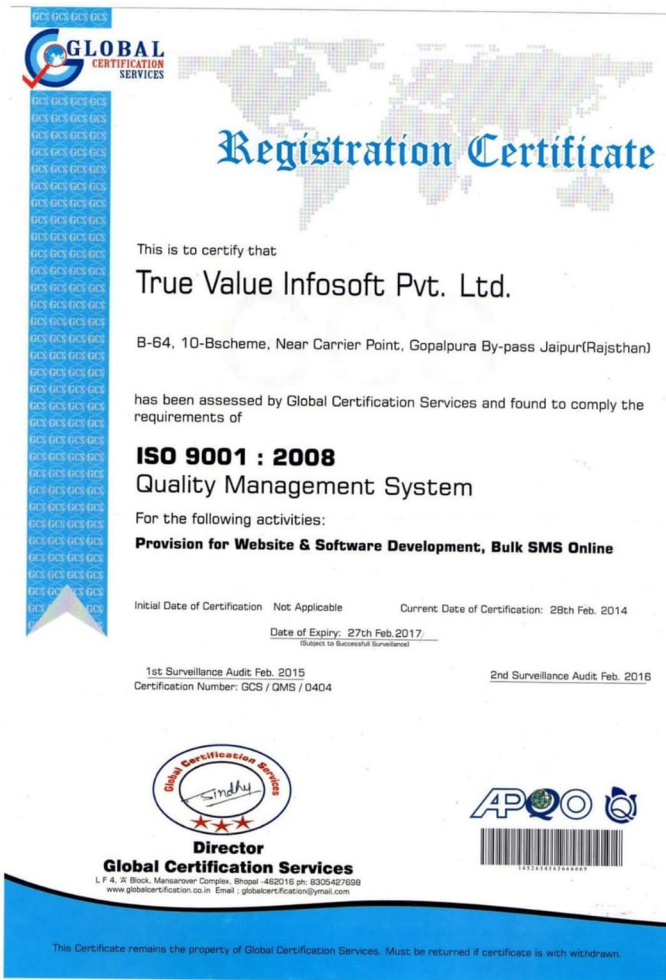 GCS GCS GCS GCS
GLOBAL
CERTIFICATION
SERVICES
Registration Certificate
This is to certify that
True Value Infosoft Pvt. Ltd.
B-64, 10-Bscheme, Near Carrier Point, Gopalpura By-pass Jaipur(Rajsthan)
has been assessed by Global Certification Services and found to comply the
requirements of
ISO 9001 : 2008
Quality Management System
For the following activities:
Provision for Website & Software Development, Bulk SMS Online
Initial Date of Certification Not Applicable Current Date of Certification: 28th Feb. 2014
Date of Expiry: 27th Feb.2017
(Subject to Successfull Surveillance)
1st Surveillance Audit Feb. 2015 2nd Surveillance Audit Feb. 2016
Certification Number: GCS / QMS / 0404
Global Certification Services
Sindhy
APQO
Director
Global Certification Services
L F 4, 'A' Block, Mansarover Complex, Bhopal -462016 ph: 8305427698
www.globalcertification.co.in Email : globalcertification@ymail.com
This Certificate remains the property of Global Certification Services. Must be returned if certificate is with withdrawn.